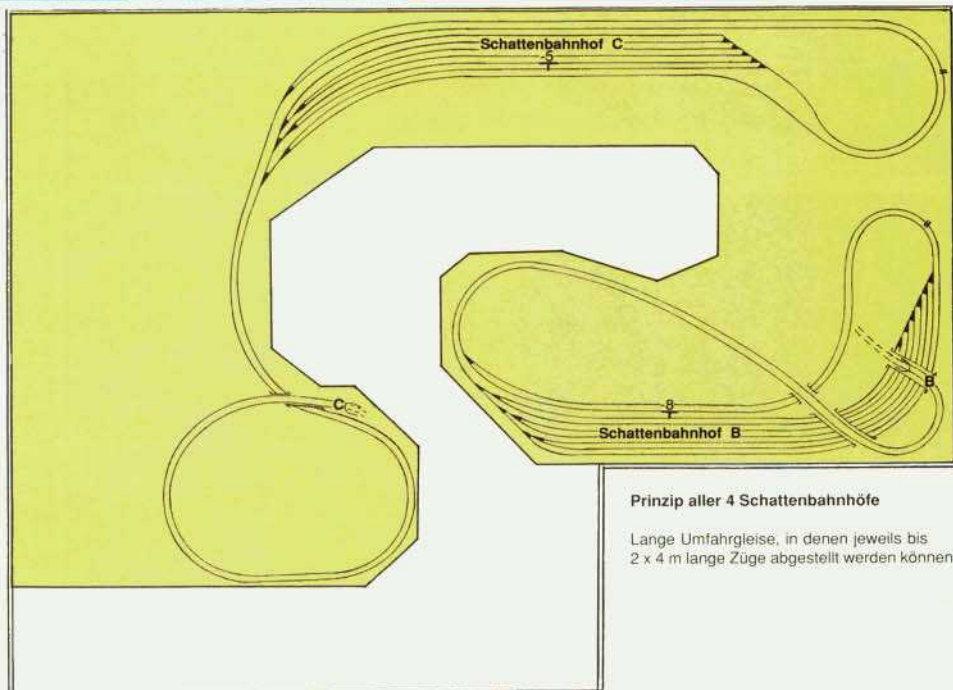 Schattenbahnhof C
-5
C
8
B
Schattenbahnhof B
Prinzip aller 4 Schattenbahnhöfe
Lange Umfahrgleise, in denen jeweils bis
2 x 4 m lange Züge abgestellt werden können